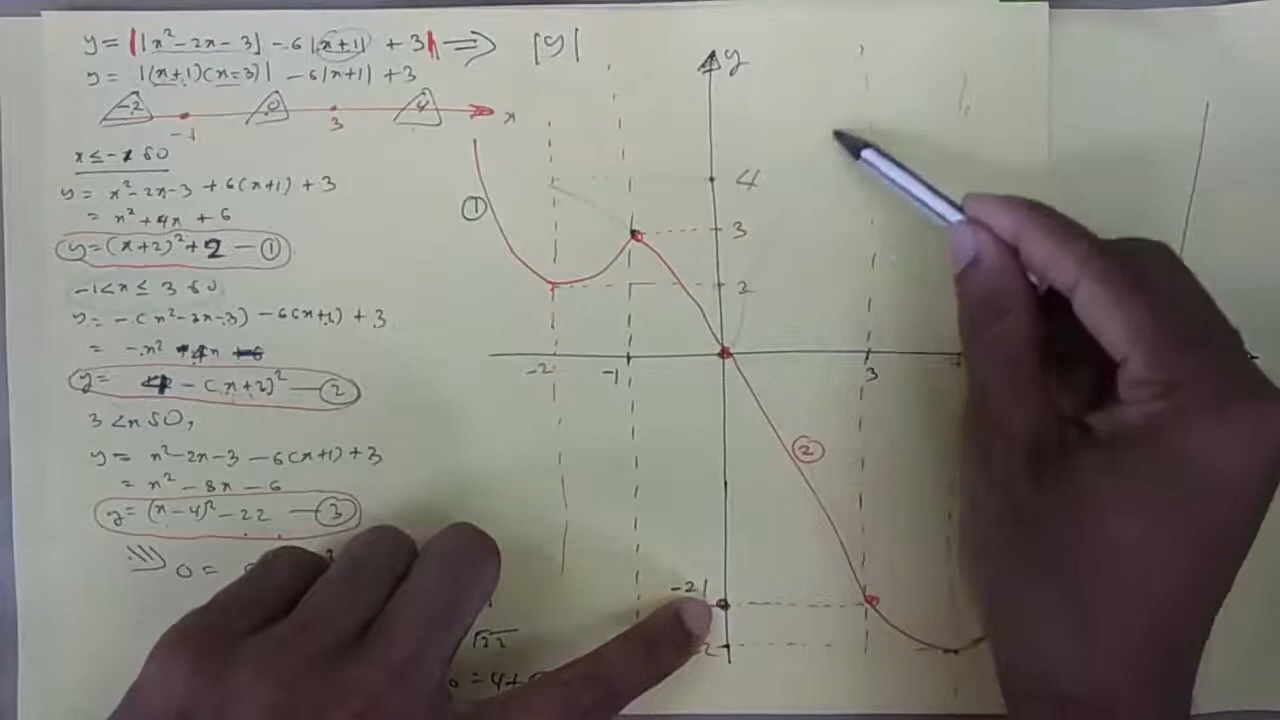 y = ||x²-2x-3| -6|x+1| +3| ⇒ |y|
y = |(x+1)(x-3)| -6|x+1| +3
-2 0 4
-1 3 x
x ≤ -1 so
y = x²-2x-3 +6(x+1) +3
= x²+4x +6
y=(x+2)²+2 — ①
-1<x ≤ 3 so
y = -(x²-2x-3) -6(x+1) +3
= -x²
y = 4 -(x+2)² — ②
3 <x so,
y = x²-2x-3 -6(x+1)+3
= x² -8x -6
y=(x-4)² -22 — ③
0 =
√22
= 4+
y
4
①
3
2
-2 -1 3
②
-21